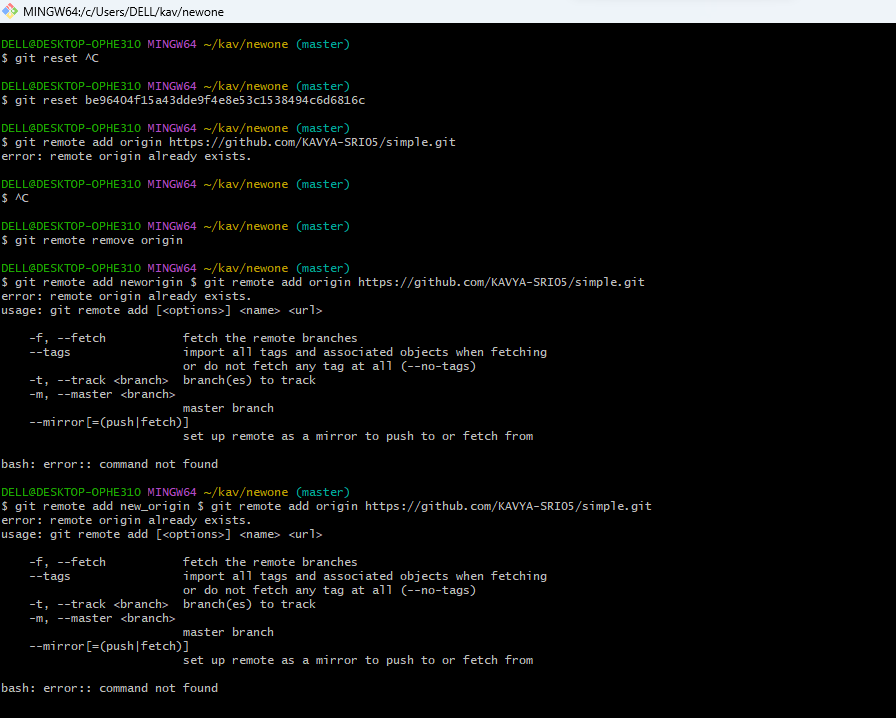 MINGW64:/c/Users/DELL/kav/newone
DELL@DESKTOP-OPHE31O MINGW64 ~/kav/newone (master)
$ git reset ^C
DELL@DESKTOP-OPHE31O MINGW64 ~/kav/newone (master)
$ git reset be96404f15a43dde9f4e8e53c1538494c6d6816c
DELL@DESKTOP-OPHE31O MINGW64 ~/kav/newone (master)
$ git remote add origin https://github.com/KAVYA-SRI05/simple.git
error: remote origin already exists.
DELL@DESKTOP-OPHE31O MINGW64 ~/kav/newone (master)
$ ^C
DELL@DESKTOP-OPHE31O MINGW64 ~/kav/newone (master)
$ git remote remove origin
DELL@DESKTOP-OPHE31O MINGW64 ~/kav/newone (master)
$ git remote add neworigin $ git remote add origin https://github.com/KAVYA-SRI05/simple.git
error: remote origin already exists.
usage: git remote add [<options>] <name> <url>
-f, --fetch fetch the remote branches
--tags import all tags and associated objects when fetching
or do not fetch any tag at all (--no-tags)
-t, --track <branch> branch(es) to track
-m, --master <branch>
master branch
--mirror[=(push|fetch)]
set up remote as a mirror to push to or fetch from
bash: error:: command not found
DELL@DESKTOP-OPHE31O MINGW64 ~/kav/newone (master)
$ git remote add new_origin $ git remote add origin https://github.com/KAVYA-SRI05/simple.git
error: remote origin already exists.
usage: git remote add [<options>] <name> <url>
-f, --fetch fetch the remote branches
--tags import all tags and associated objects when fetching
or do not fetch any tag at all (--no-tags)
-t, --track <branch> branch(es) to track
-m, --master <branch>
master branch
--mirror[=(push|fetch)]
set up remote as a mirror to push to or fetch from
bash: error:: command not found